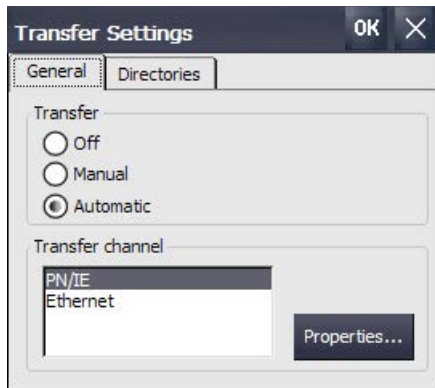 Transfer Settings OK
General Directories
Transfer
Off
Manual
Automatic
Transfer channel
PN/IE
Ethernet
Properties...